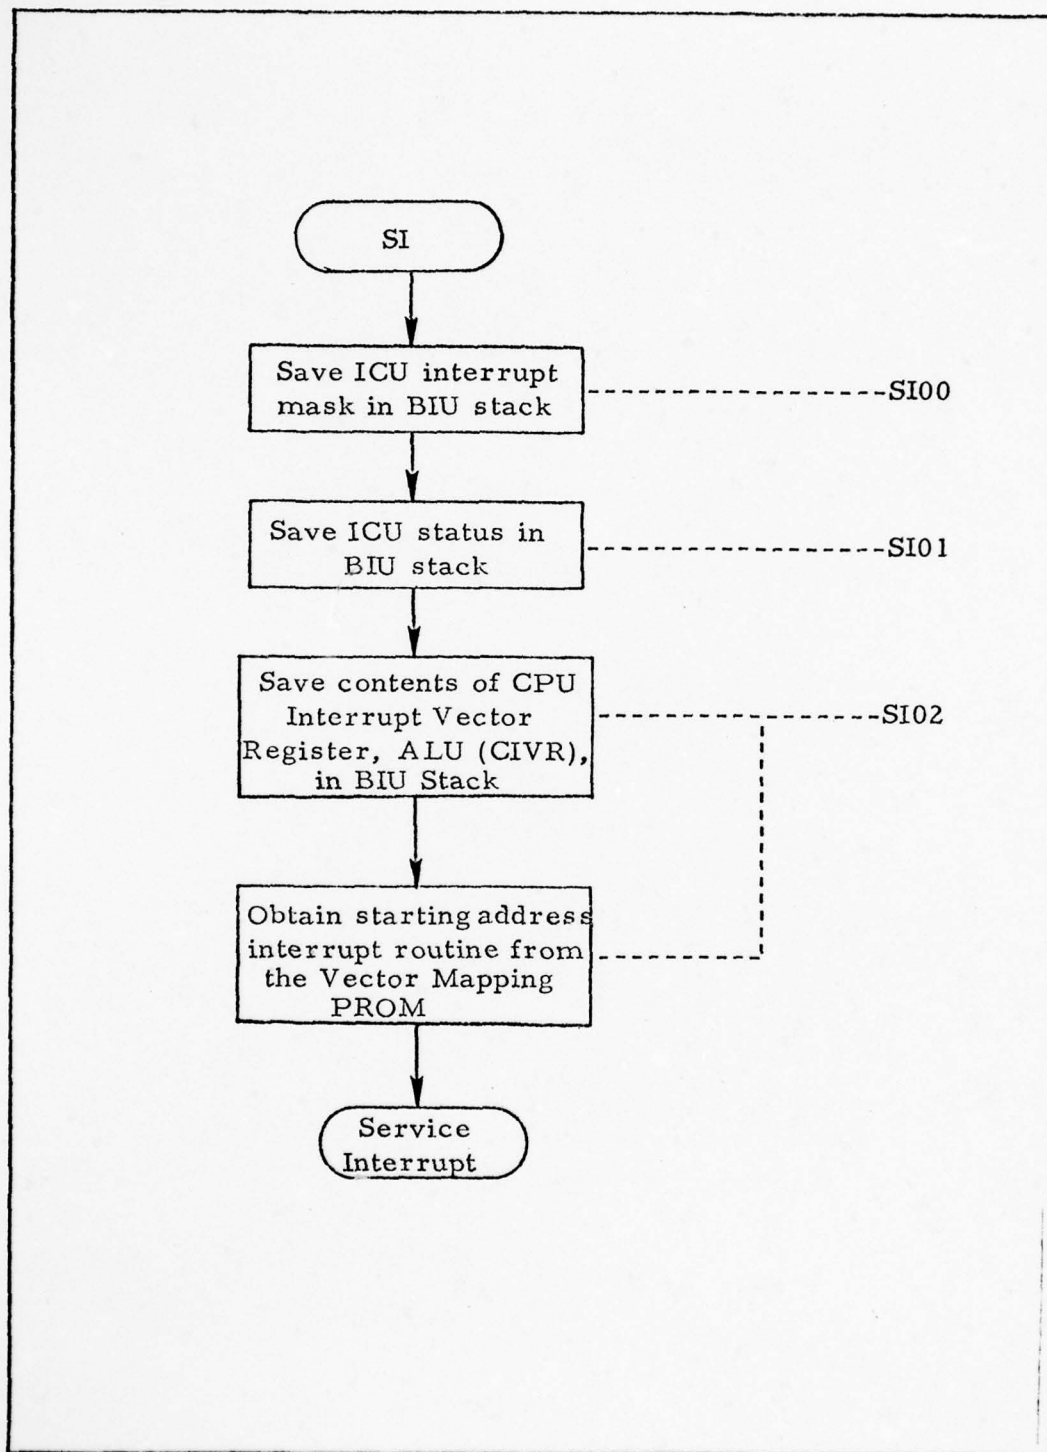 SI
Save ICU interrupt
mask in BIU stack
SI00
Save ICU status in
BIU stack
SI01
Save contents of CPU
Interrupt Vector
Register, ALU (CIVR),
in BIU Stack
SI02
Obtain starting address
interrupt routine from
the Vector Mapping
PROM
Service
Interrupt